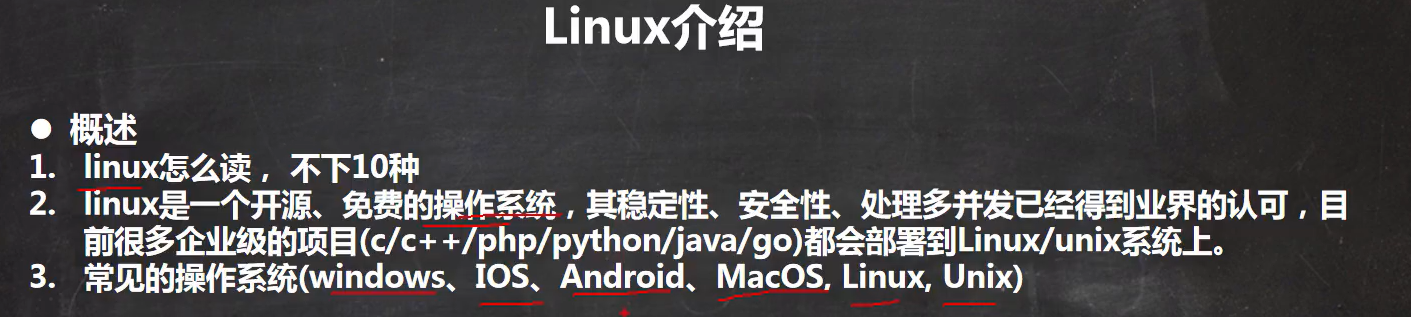 Linux介绍
● 概述
1. linux怎么读， 不下10种
2. linux是一个开源、免费的操作系统，其稳定性、安全性、处理多并发已经得到业界的认可，目
前很多企业级的项目(c/c++/php/python/java/go)都会部署到Linux/unix系统上。
3. 常见的操作系统(windows、IOS、Android、MacOS, Linux, Unix)